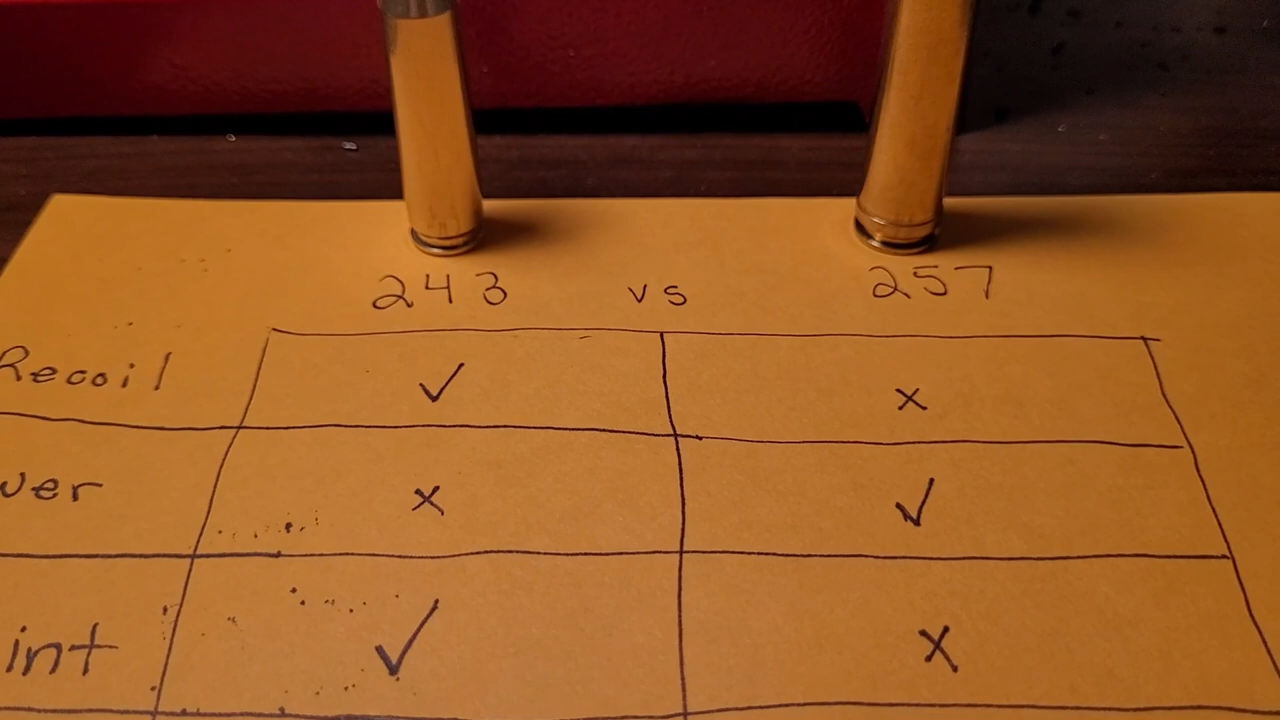 243 vs 257
Recoil ✓ x
ver x ✓
int ✓ x